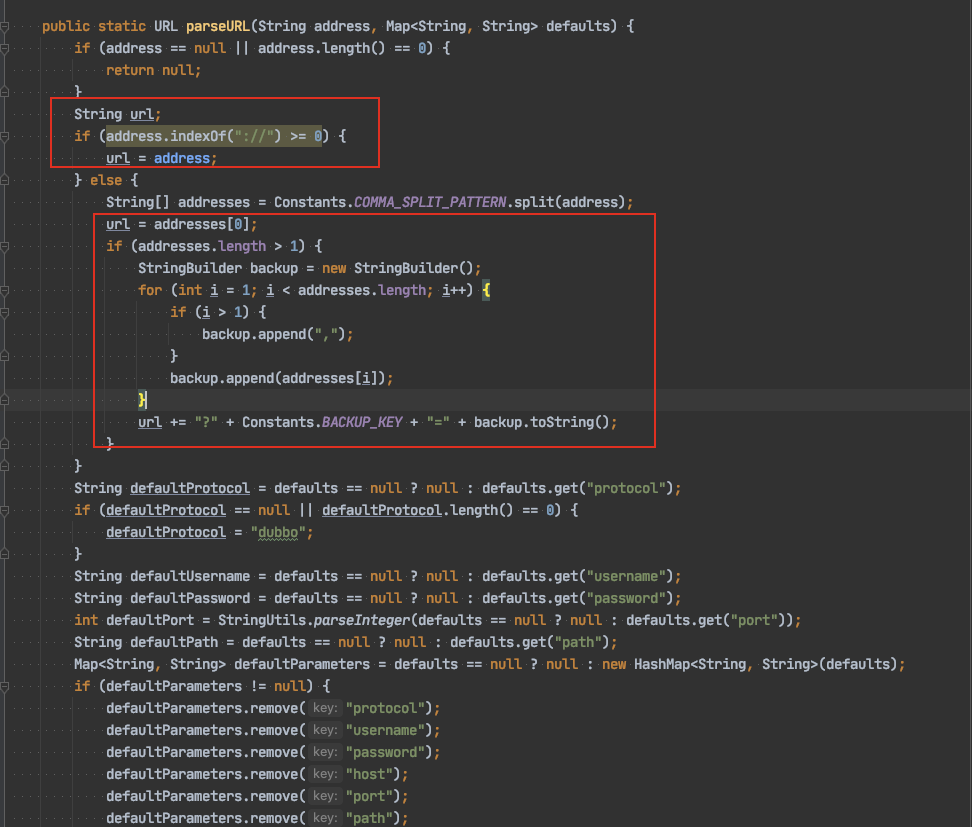 public static URL parseURL(String address, Map<String, String> defaults) {
if (address == null || address.length() == 0) {
return null;
}
String url;
if (address.indexOf("://") >= 0) {
url = address;
} else {
String[] addresses = Constants.COMMA_SPLIT_PATTERN.split(address);
url = addresses[0];
if (addresses.length > 1) {
StringBuilder backup = new StringBuilder();
for (int i = 1; i < addresses.length; i++) {
if (i > 1) {
backup.append(",");
}
backup.append(addresses[i]);
}
url += "?" + Constants.BACKUP_KEY + "=" + backup.toString();
}
}
String defaultProtocol = defaults == null ? null : defaults.get("protocol");
if (defaultProtocol == null || defaultProtocol.length() == 0) {
defaultProtocol = "dubbo";
}
String defaultUsername = defaults == null ? null : defaults.get("username");
String defaultPassword = defaults == null ? null : defaults.get("password");
int defaultPort = StringUtils.parseInteger(defaults == null ? null : defaults.get("port"));
String defaultPath = defaults == null ? null : defaults.get("path");
Map<String, String> defaultParameters = defaults == null ? null : new HashMap<String, String>(defaults);
if (defaultParameters != null) {
defaultParameters.remove( key: "protocol");
defaultParameters.remove( key: "username");
defaultParameters.remove( key: "password");
defaultParameters.remove( key: "host");
defaultParameters.remove( key: "port");
defaultParameters.remove( key: "path");